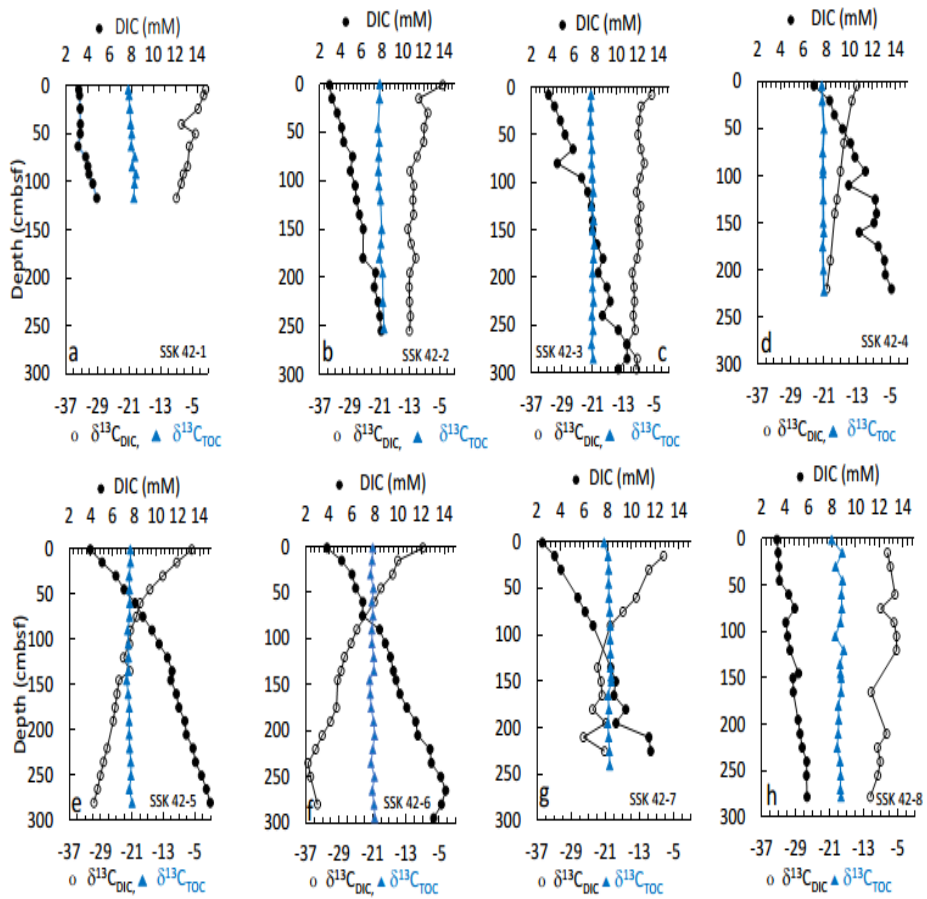 DIC (mM)
2 4 6 8 10 12 14
0
50
100
150
200
250
300
Depth (cmbsf)
a
SSK 42-1
-37 -29 -21 -13 -5
o δ13CDIC, ▲ δ13CTOC
DIC (mM)
2 4 6 8 10 12 14
0
50
100
150
200
250
300
b
SSK 42-2
-37 -29 -21 -13 -5
o δ13CDIC, ▲ δ13CTOC
DIC (mM)
2 4 6 8 10 12 14
0
50
100
150
200
250
300
SSK 42-3
c
-37 -29 -21 -13 -5
o δ13CDIC, ▲ δ13CTOC
DIC (mM)
2 4 6 8 10 12 14
0
50
100
150
200
250
300
d
SSK 42-4
-37 -29 -21 -13 -5
o δ13CDIC, ▲ δ13CTOC
DIC (mM)
2 4 6 8 10 12 14
0
50
100
150
200
250
300
Depth (cmbsf)
e
SSK 42-5
-37 -29 -21 -13 -5
o δ13CDIC, ▲ δ13CTOC
DIC (mM)
2 4 6 8 10 12 14
0
50
100
150
200
250
300
f
SSK 42-6
-37 -29 -21 -13 -5
o δ13CDIC, ▲ δ13CTOC
DIC (mM)
2 4 6 8 10 12 14
0
50
100
150
200
250
300
g
SSK 42-7
-37 -29 -21 -13 -5
o δ13CDIC, ▲ δ13CTOC
DIC (mM)
2 4 6 8 10 12 14
0
50
100
150
200
250
300
h
SSK 42-8
-37 -29 -21 -13 -5
o δ13CDIC, ▲ δ13CTOC